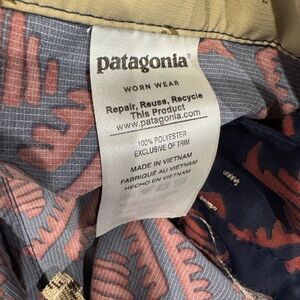 patagonia®
WORN WEAR
Repair, Reuse, Recycle
This Product
www.patagonia.com
100% POLYESTER
EXCLUSIVE OF TRIM
MADE IN VIETNAM
FABRIQUÉ AU VIETNAM
HECHO EN VIETNAM